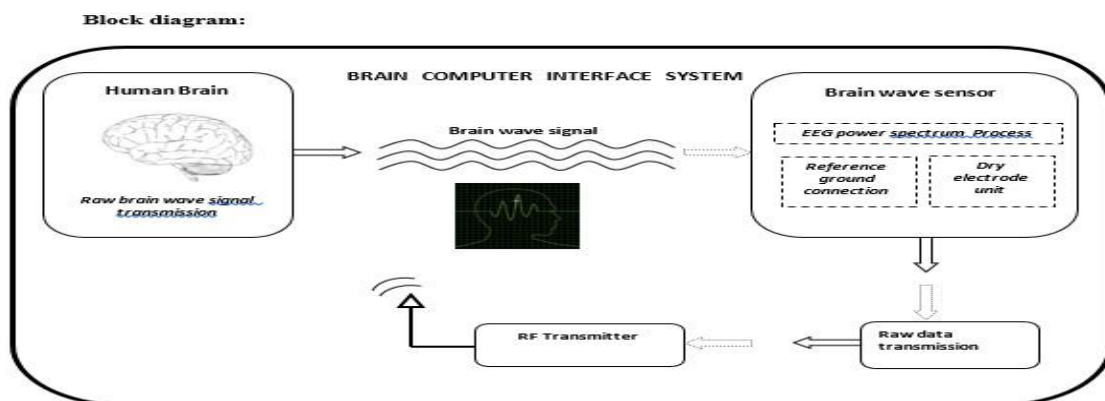 Block diagram:
BRAIN COMPUTER INTERFACE SYSTEM
Human Brain
Raw brain wave signal
transmission
Brain wave signal
Brain wave sensor
EEG power spectrum Process
Reference
ground
connection
Dry
electrode
unit
Raw data
transmission
RF Transmitter